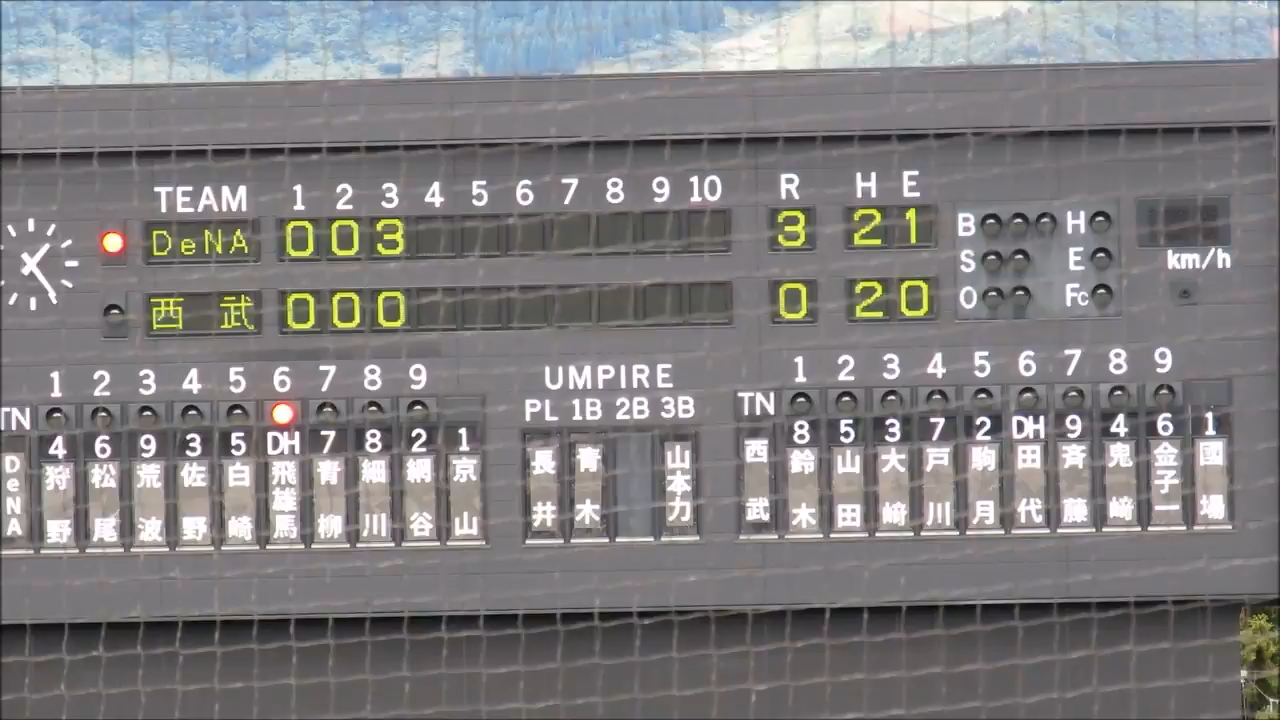 TEAM 1 2 3 4 5 6 7 8 9 10 R H E
DeNA 0 0 3 3 2 1
B H
S E
km/h
西 武 0 0 0 0 2 0
O Fc
1 2 3 4 5 6 7 8 9
TN
4 6 9 3 5 DH 7 8 2 1
DeNA
狩野
松尾
荒波
佐野
白崎
飛雄馬
青柳
細川
網谷
京山
UMPIRE
PL 1B 2B 3B
長井
青木
山本力
1 2 3 4 5 6 7 8 9
TN
8 5 3 7 2 DH 9 4 6 1
西武
鈴木
山田
大﨑
戸川
駒月
田代
斉藤
鬼﨑
金子一
國場